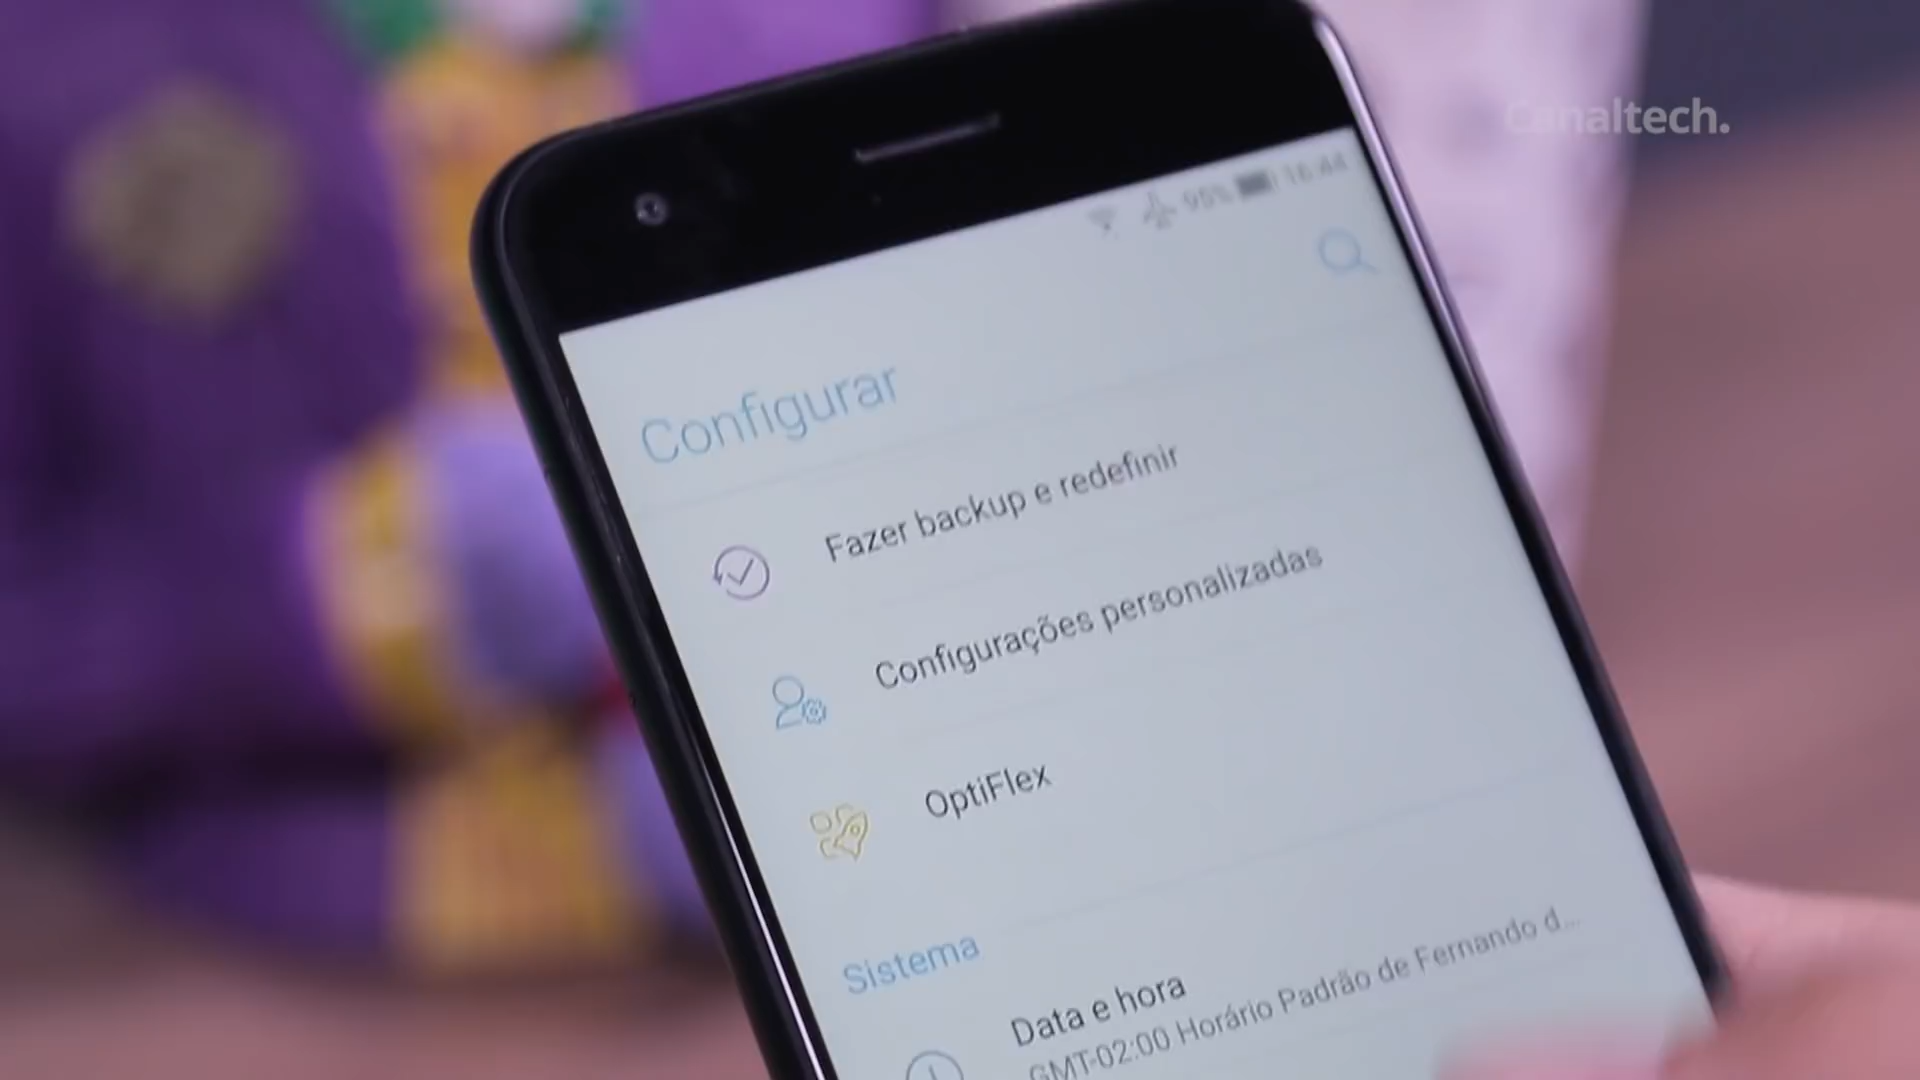 Canaltech.
95% 16:44
Configurar
Fazer backup e redefinir
Configurações personalizadas
OptiFlex
Sistema
Data e hora
GMT-02:00 Horário Padrão de Fernando d...